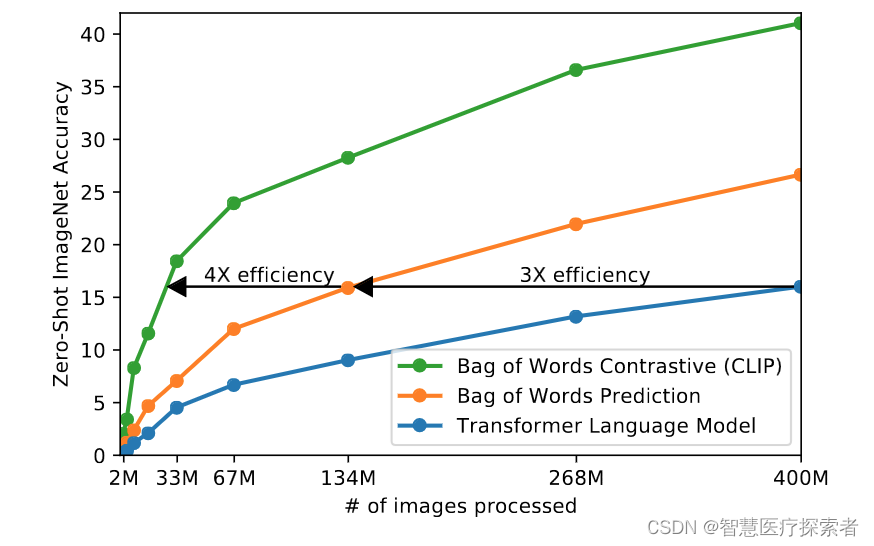 Zero-Shot ImageNet Accuracy
40
35
30
25
20
15
10
5
0
4X efficiency
3X efficiency
Bag of Words Contrastive (CLIP)
Bag of Words Prediction
Transformer Language Model
2M 33M 67M 134M 268M 400M
# of images processed
CSDN @智慧医疗探索者